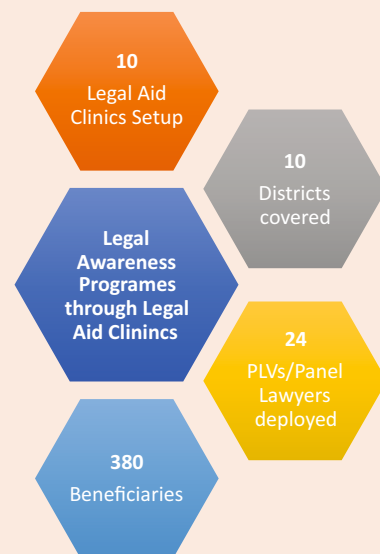 10
Legal Aid
Clinics Setup
10
Districts
covered
Legal
Awareness
Programes
through Legal
Aid Clinincs
24
PLVs/Panel
Lawyers
deployed
380
Beneficiaries